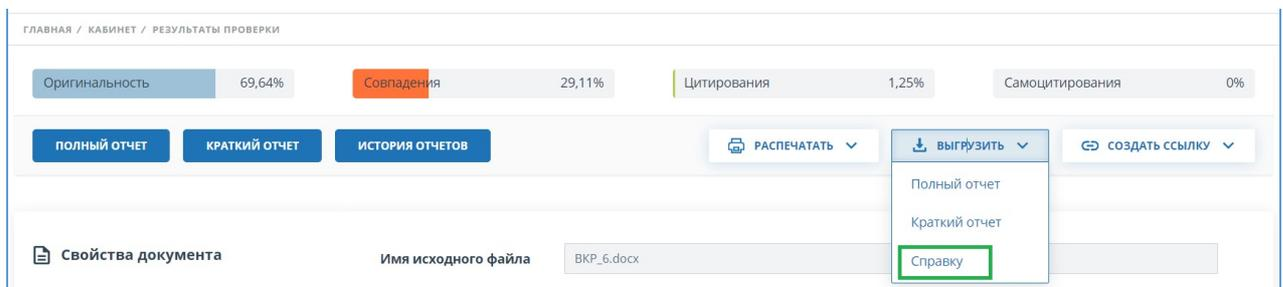 ГЛАВНАЯ / КАБИНЕТ / РЕЗУЛЬТАТЫ ПРОВЕРКИ
Оригинальность 69,64% Совпадения 29,11% Цитирования 1,25% Самоцитирования 0%
ПОЛНЫЙ ОТЧЕТ КРАТКИЙ ОТЧЕТ ИСТОРИЯ ОТЧЕТОВ РАСПЕЧАТАТЬ ВЫГРУЗИТЬ СОЗДАТЬ ССЫЛКУ
Полный отчет
Краткий отчет
Свойства документа Имя исходного файла ВКР_6.docx
Справку